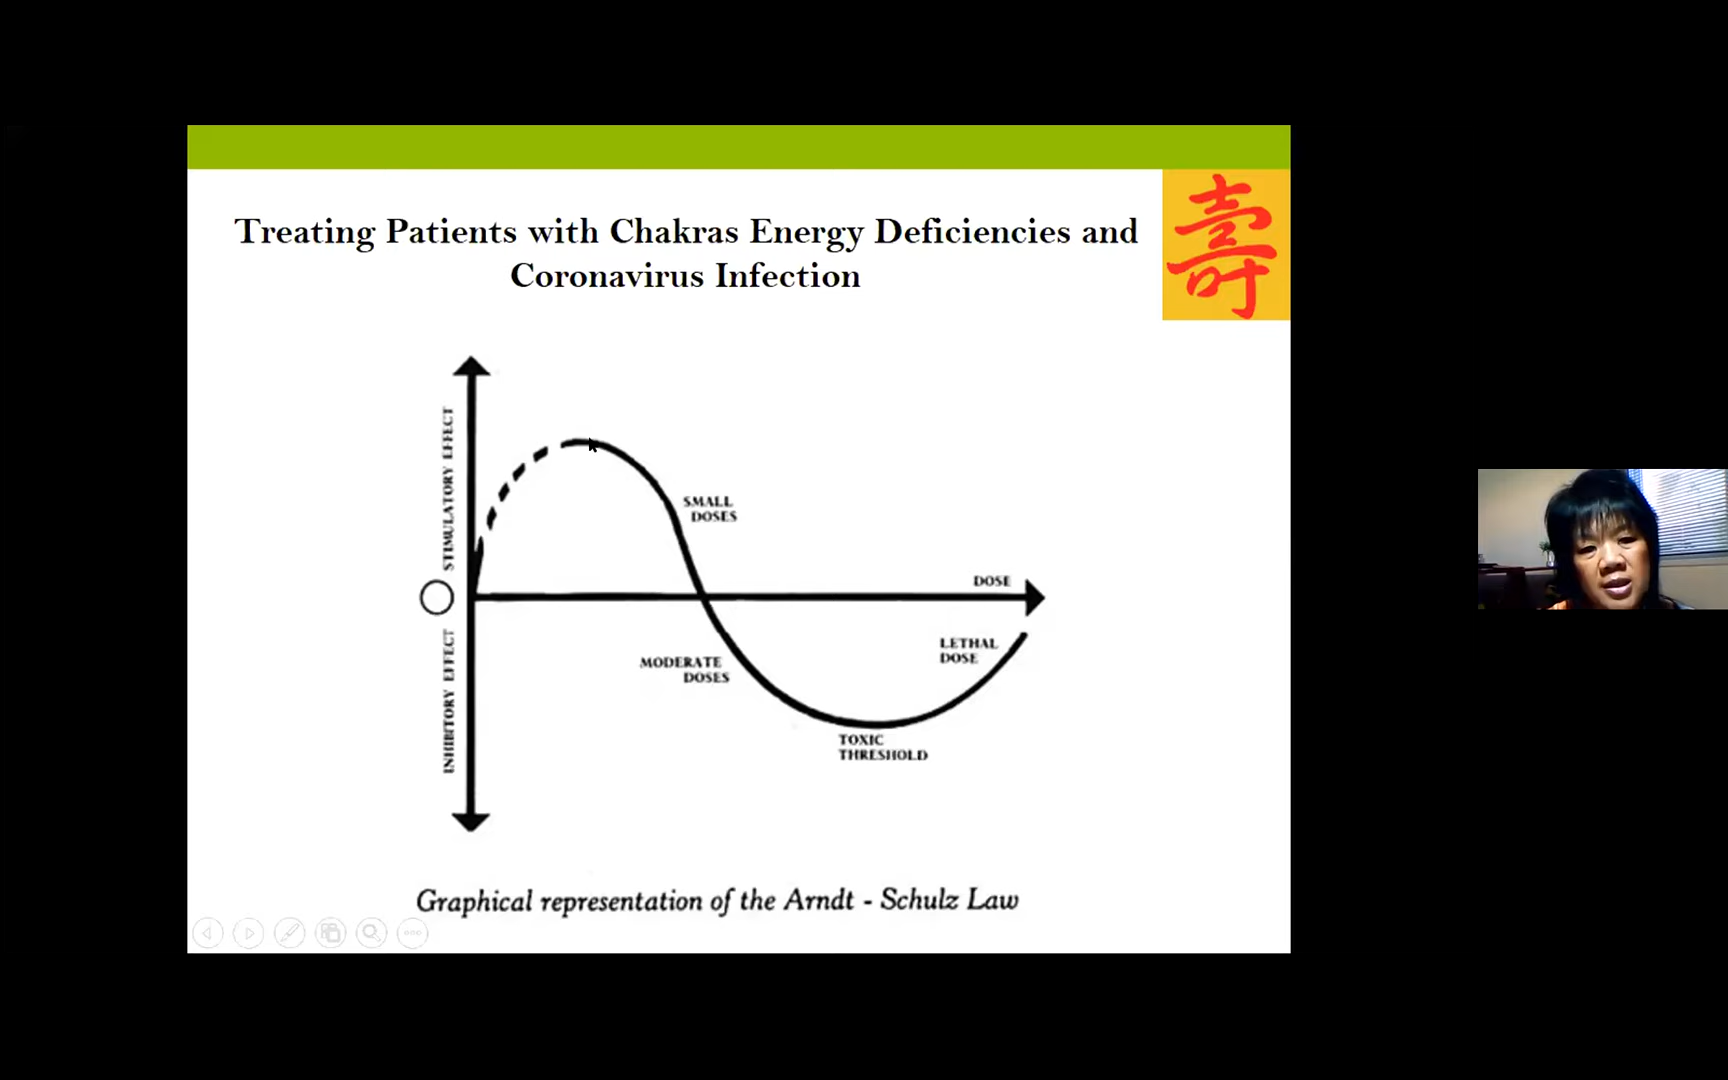 Treating Patients with Chakras Energy Deficiencies and
Coronavirus Infection
壽
STIMULATORY EFFECT
SMALL
DOSES
DOSE
INHIBITORY EFFECT
MODERATE
DOSES
LETHAL
DOSE
TOXIC
THRESHOLD
Graphical representation of the Arndt - Schulz Law